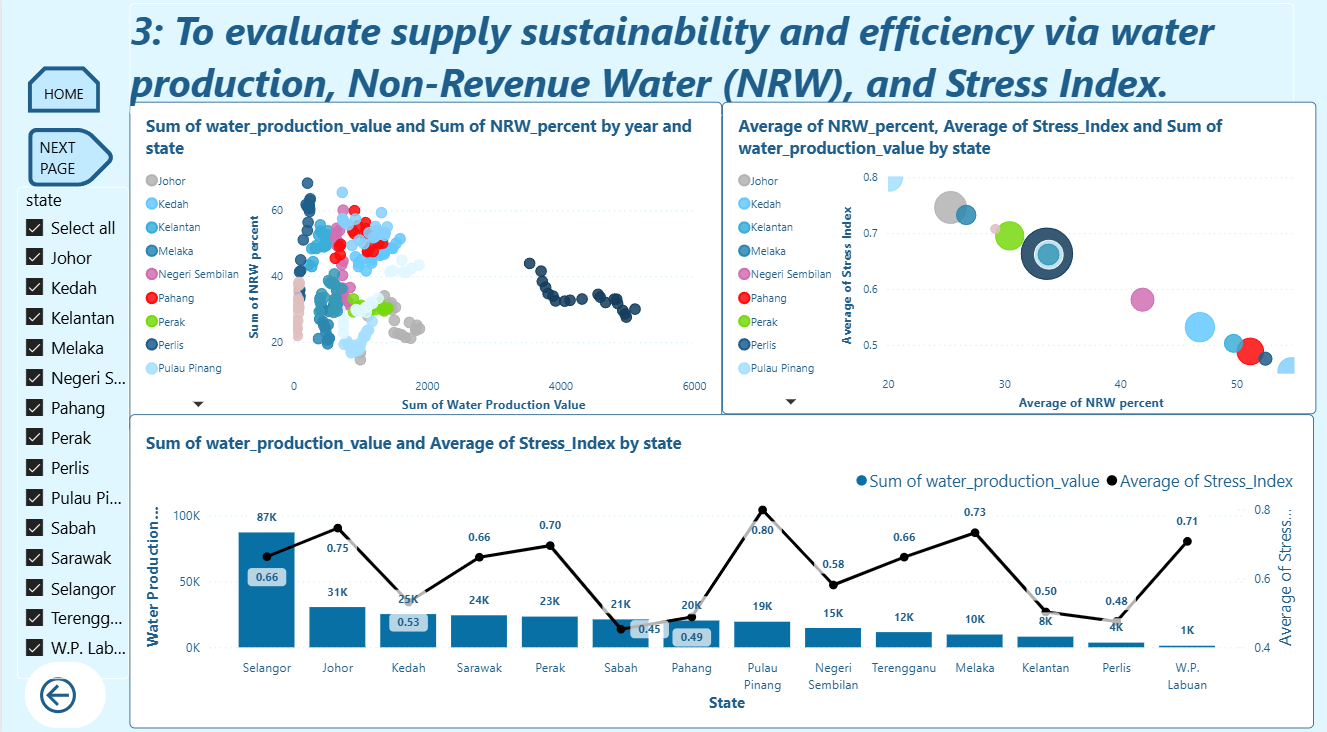 3: To evaluate supply sustainability and efficiency via water
production, Non-Revenue Water (NRW), and Stress Index.
HOME
NEXT
PAGE
state
Select all
Johor
Kedah
Kelantan
Melaka
Negeri S...
Pahang
Perak
Perlis
Pulau Pi...
Sabah
Sarawak
Selangor
Terengg...
W.P. Lab...
Sum of water_production_value and Sum of NRW_percent by year and
state
Johor
Kedah
Kelantan
Melaka
Negeri Sembilan
Pahang
Perak
Perlis
Pulau Pinang
Sum of NRW percent
60
40
20
0 2000 4000 6000
Sum of Water Production Value
Average of NRW_percent, Average of Stress_Index and Sum of
water_production_value by state
Johor
Kedah
Kelantan
Melaka
Negeri Sembilan
Pahang
Perak
Perlis
Pulau Pinang
Average of Stress Index
0.8
0.7
0.6
0.5
20 30 40 50
Average of NRW percent
Sum of water_production_value and Average of Stress_Index by state
Sum of water_production_value Average of Stress_Index
Water Production...
100K
50K
0K
87K 31K 25K 24K 23K 21K 20K 19K 15K 12K 10K 8K 4K 1K
0.66 0.75 0.53 0.66 0.70 0.45 0.49 0.80 0.58 0.66 0.73 0.50 0.48 0.71
0.8
0.6
0.4
Average of Stress...
Selangor Johor Kedah Sarawak Perak Sabah Pahang Pulau Negeri Terengganu Melaka Kelantan Perlis W.P.
Pinang Sembilan Labuan
State